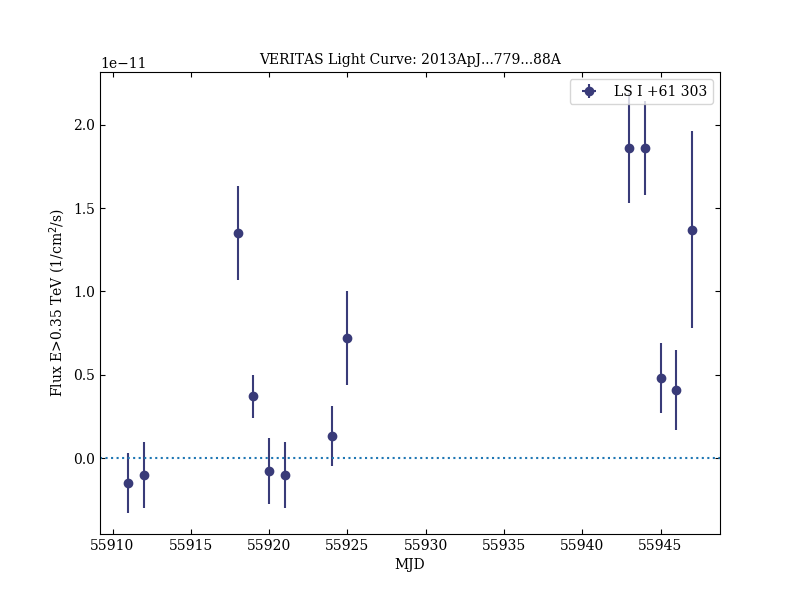 VERITAS Light Curve: 2013ApJ...779...88A
1e−11
LS I +61 303
2.0
1.5
1.0
0.5
0.0
Flux E>0.35 TeV (1/cm²/s)
55910 55915 55920 55925 55930 55935 55940 55945
MJD